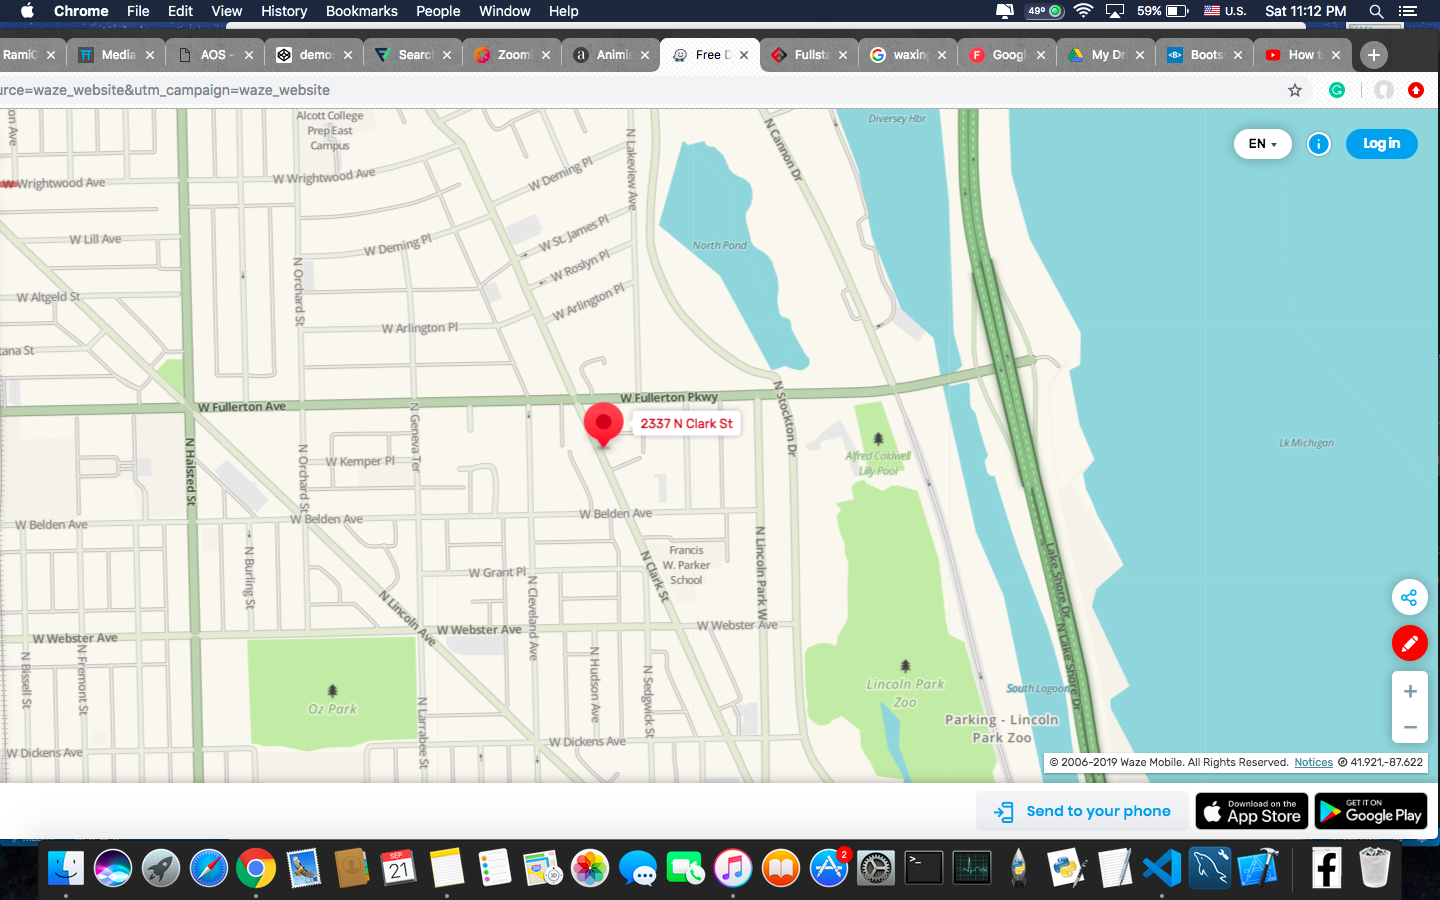 Chrome File Edit View History Bookmarks People Window Help
49º 59% U.S. Sat 11:12 PM
RamiC Media AOS - demo: Search Zoomi Animis Free D Fullsta waxing Googl My Dr Boots How t
urce=waze_website&utm_campaign=waze_website
EN
Log in
on Ave
Alcott College
Prep East
Campus
N Lakeview Ave
N Cannon Dr
Diversey Hbr
W Wrightwood Ave
W Wrightwood Ave
W Deming Pl
W Lill Ave
W Deming Pl
W St. James Pl
North Pond
W Roslyn Pl
N Orchard St
W Altgeld St
W Arlington Pl
W Arlington Pl
tana St
W Fullerton Ave
W Fullerton Pkwy
2337 N Clark St
N Stockton Dr
N Geneva Ter
N Halsted St
N Orchard St
W Kemper Pl
Alfred Caldwell
Lilly Pool
Lk Michigan
W Belden Ave
W Belden Ave
W Belden Ave
N Burling St
N Clark St
Francis
W. Parker
School
N Lincoln Park W
W Grant Pl
N Cleveland Ave
N Lincoln Ave
Lake Shore Dr
N Lake Shore Dr
W Webster Ave
W Webster Ave
W Webster Ave
N Bissell St
N Fremont St
N Hudson Ave
N Sedgwick St
N Larrabee St
Oz Park
Lincoln Park
Zoo
South Lagoon
Parking - Lincoln
Park Zoo
W Dickens Ave
W Dickens Ave
© 2006-2019 Waze Mobile. All Rights Reserved. Notices 41.921,-87.622
Send to your phone
Download on the
App Store
GET IT ON
Google Play
SEP
21
2